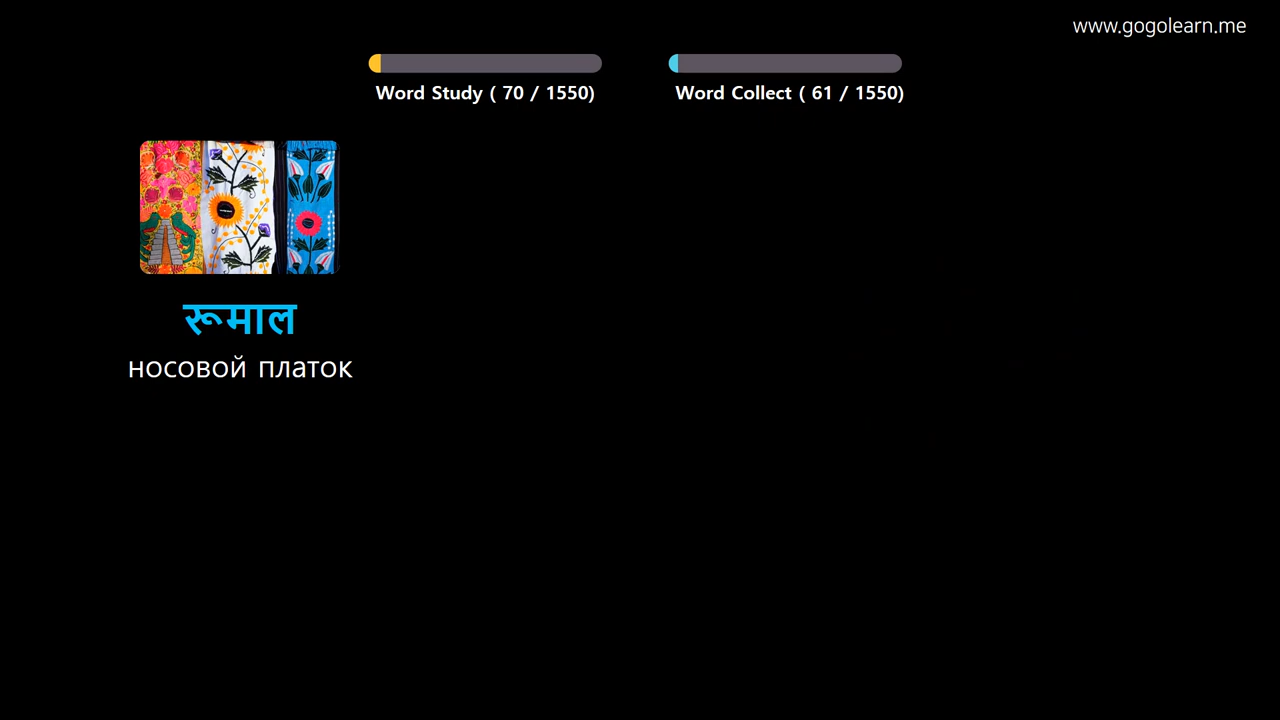 www.gogolearn.me
Word Study ( 70 / 1550)
Word Collect ( 61 / 1550)
रूमाल
носовой платок